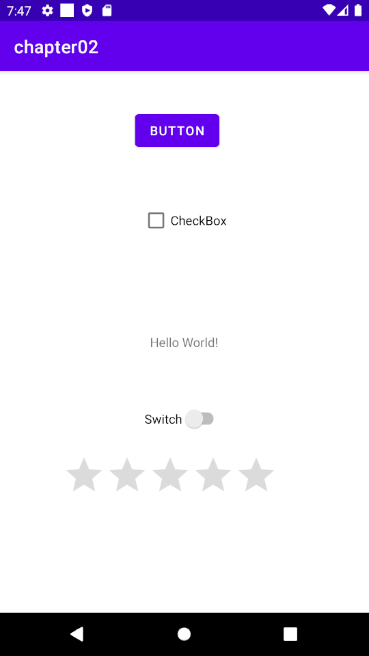 7:47
chapter02
BUTTON
CheckBox
Hello World!
Switch